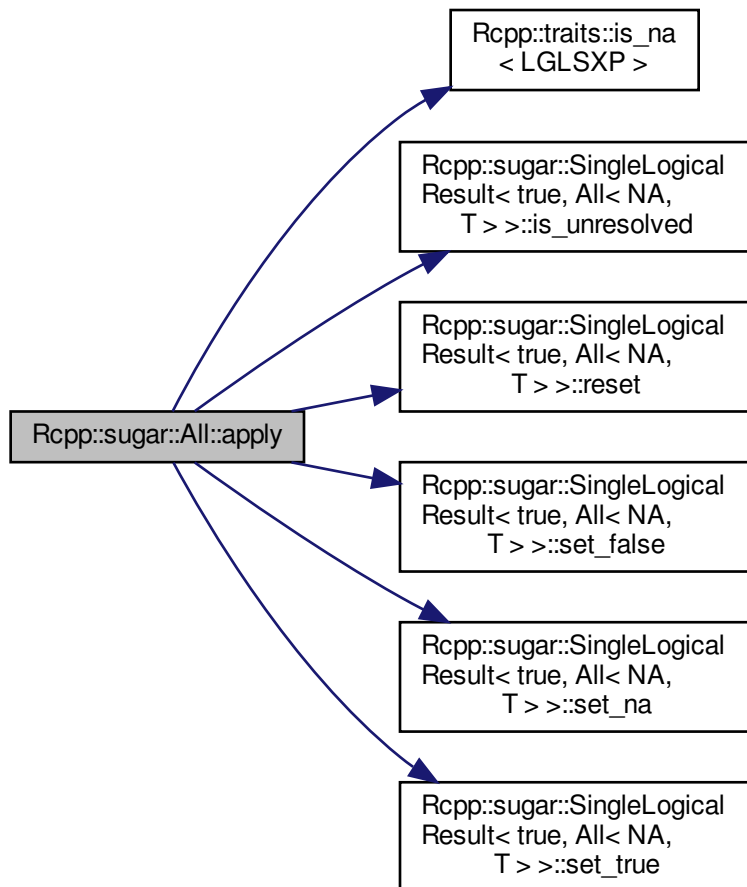 Rcpp::traits::is_na
< LGLSXP >
Rcpp::sugar::SingleLogical
Result< true, All< NA,
T > >::is_unresolved
Rcpp::sugar::SingleLogical
Result< true, All< NA,
T > >::reset
Rcpp::sugar::All::apply
Rcpp::sugar::SingleLogical
Result< true, All< NA,
T > >::set_false
Rcpp::sugar::SingleLogical
Result< true, All< NA,
T > >::set_na
Rcpp::sugar::SingleLogical
Result< true, All< NA,
T > >::set_true